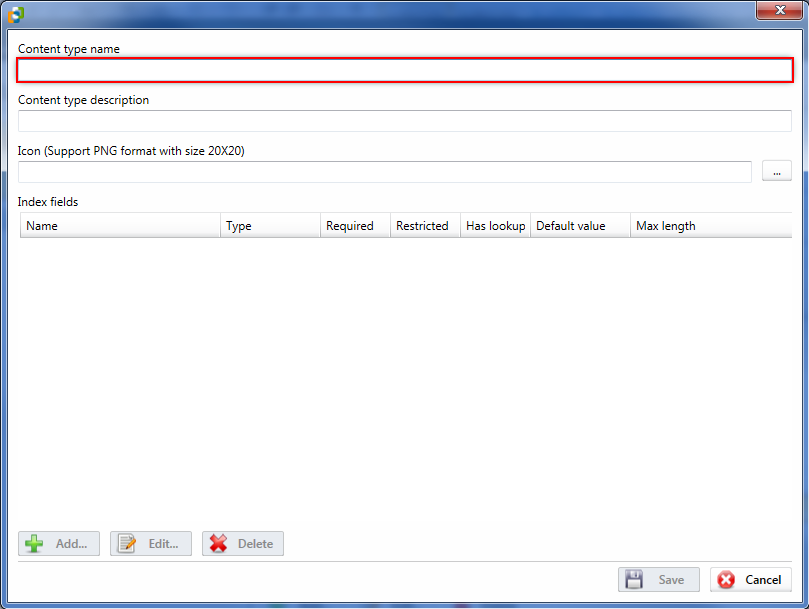 Content type name
Content type description
Icon (Support PNG format with size 20X20)
...
Index fields
Name Type Required Restricted Has lookup Default value Max length
Add... Edit... Delete
Save Cancel